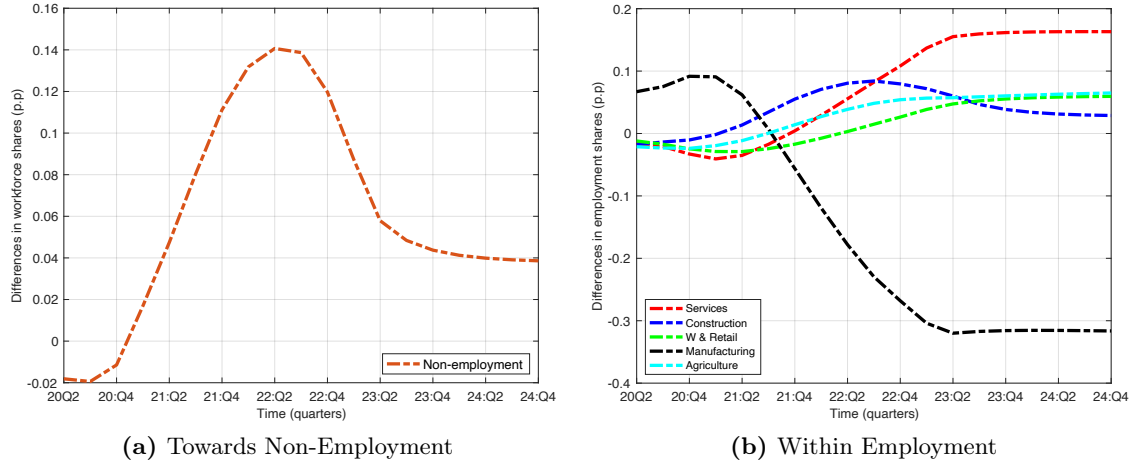 Differences in workforce shares (p.p)
0.16
0.14
0.12
0.1
0.08
0.06
0.04
0.02
0
-0.02
20Q2 20:Q4 21:Q2 21:Q4 22:Q2 22:Q4 23:Q2 23:Q4 24:Q2 24:Q4
Time (quarters)
Non-employment
(a) Towards Non-Employment
Differences in employment shares (p.p)
0.2
0.1
0
-0.1
-0.2
-0.3
-0.4
20Q2 20:Q4 21:Q2 21:Q4 22:Q2 22:Q4 23:Q2 23:Q4 24:Q2 24:Q4
Time (quarters)
Services
Construction
W & Retail
Manufacturing
Agriculture
(b) Within Employment